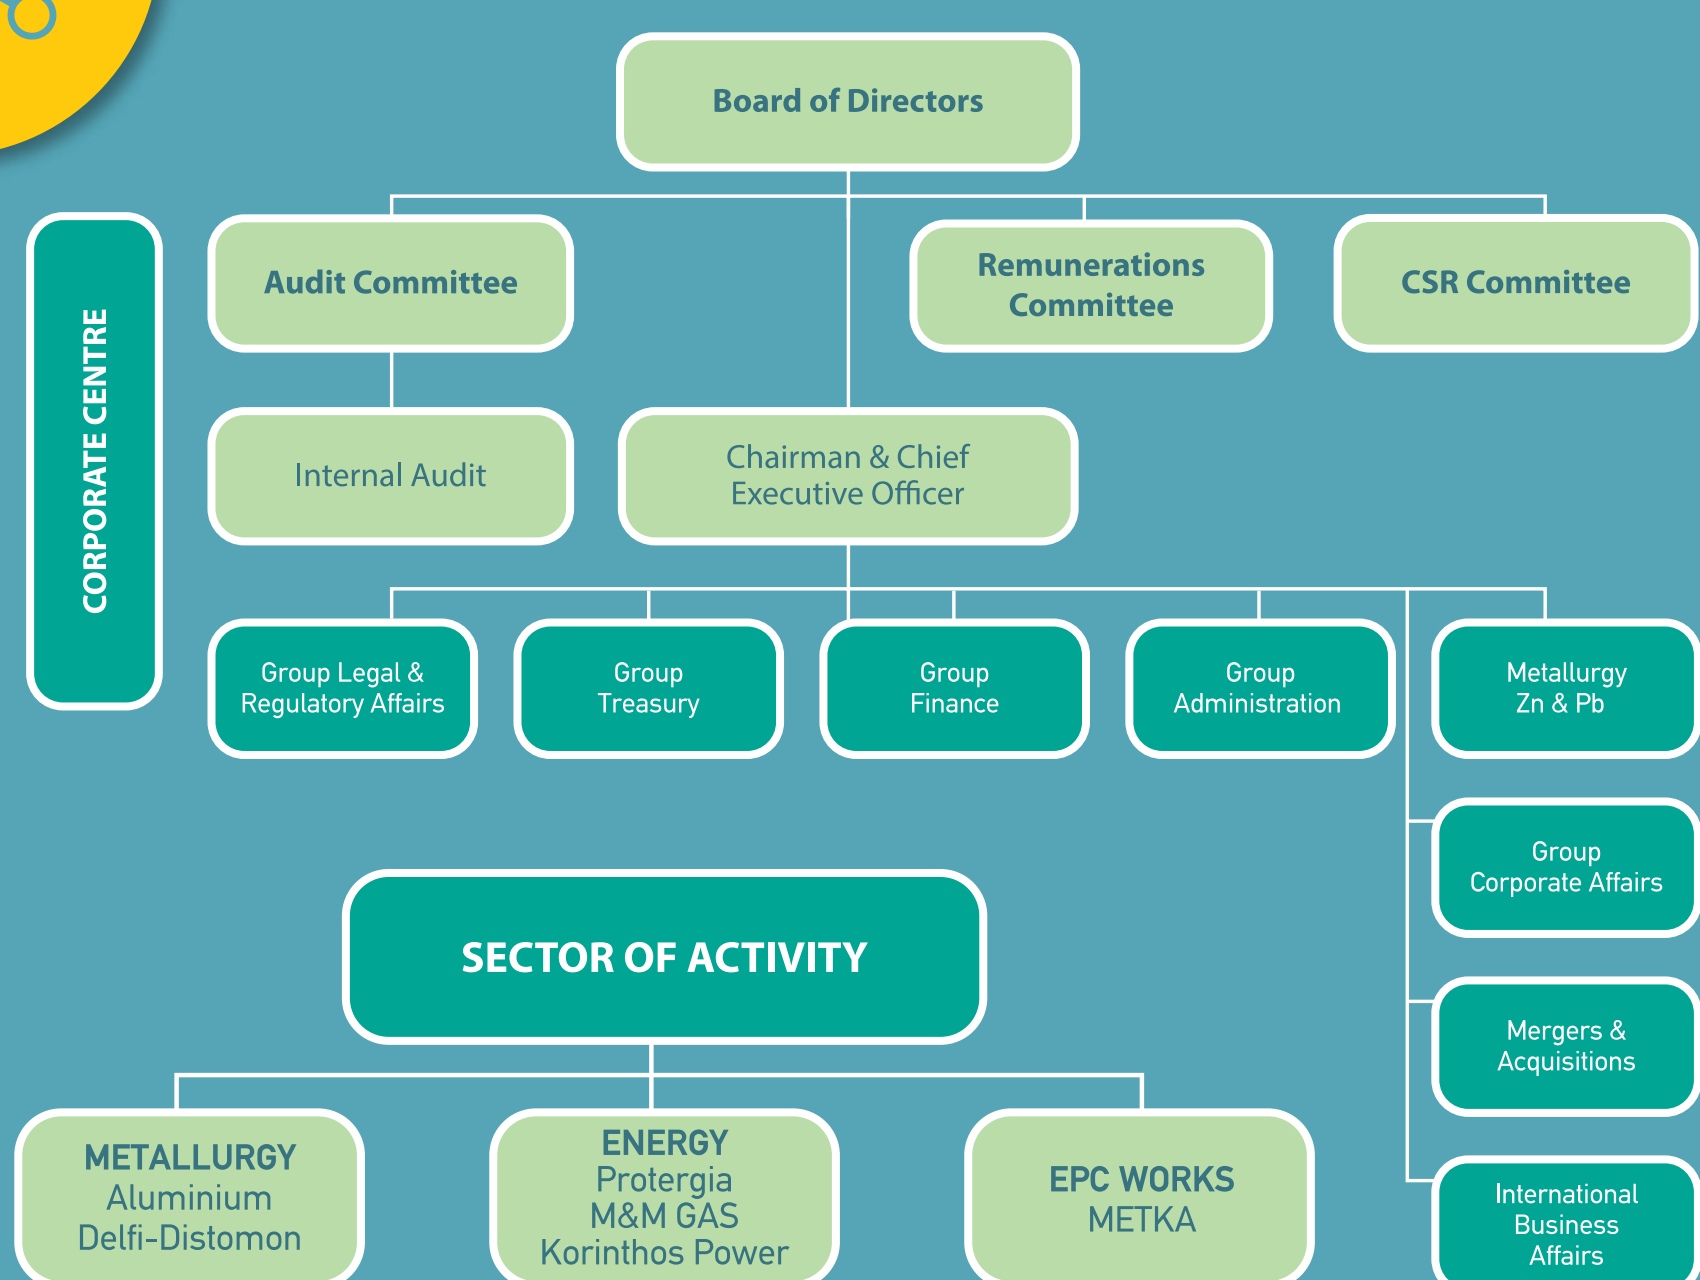 Board of Directors
CORPORATE CENTRE
Audit Committee
Remunerations
Committee
CSR Committee
Internal Audit
Chairman & Chief
Executive Officer
Group Legal &
Regulatory Affairs
Group
Treasury
Group
Finance
Group
Administration
Metallurgy
Zn & Pb
Group
Corporate Affairs
Mergers &
Acquisitions
International
Business
Affairs
SECTOR OF ACTIVITY
METALLURGY
Aluminium
Delfi-Distomon
ENERGY
Protergia
M&M GAS
Korinthos Power
EPC WORKS
METKA